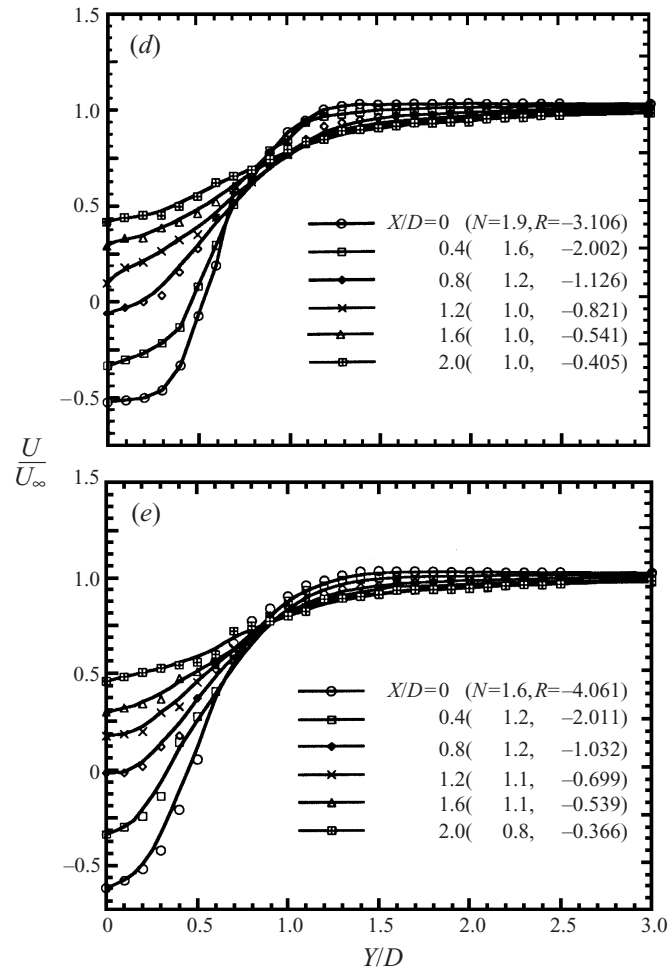 1.5
(d)
1.0
0.5
0
−0.5
X/D=0 (N=1.9, R=−3.106)
0.4( 1.6, −2.002)
0.8( 1.2, −1.126)
1.2( 1.0, −0.821)
1.6( 1.0, −0.541)
2.0( 1.0, −0.405)
U
U∞
1.5
(e)
1.0
0.5
0
−0.5
X/D=0 (N=1.6, R=−4.061)
0.4( 1.2, −2.011)
0.8( 1.2, −1.032)
1.2( 1.1, −0.699)
1.6( 1.1, −0.539)
2.0( 0.8, −0.366)
0 0.5 1.0 1.5 2.0 2.5 3.0
Y/D